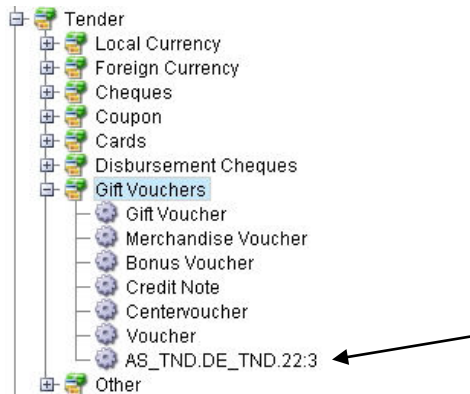 Tender
Local Currency
Foreign Currency
Cheques
Coupon
Cards
Disbursement Cheques
Gift Vouchers
Gift Voucher
Merchandise Voucher
Bonus Voucher
Credit Note
Centervoucher
Voucher
AS_TND.DE_TND.22:3
Other